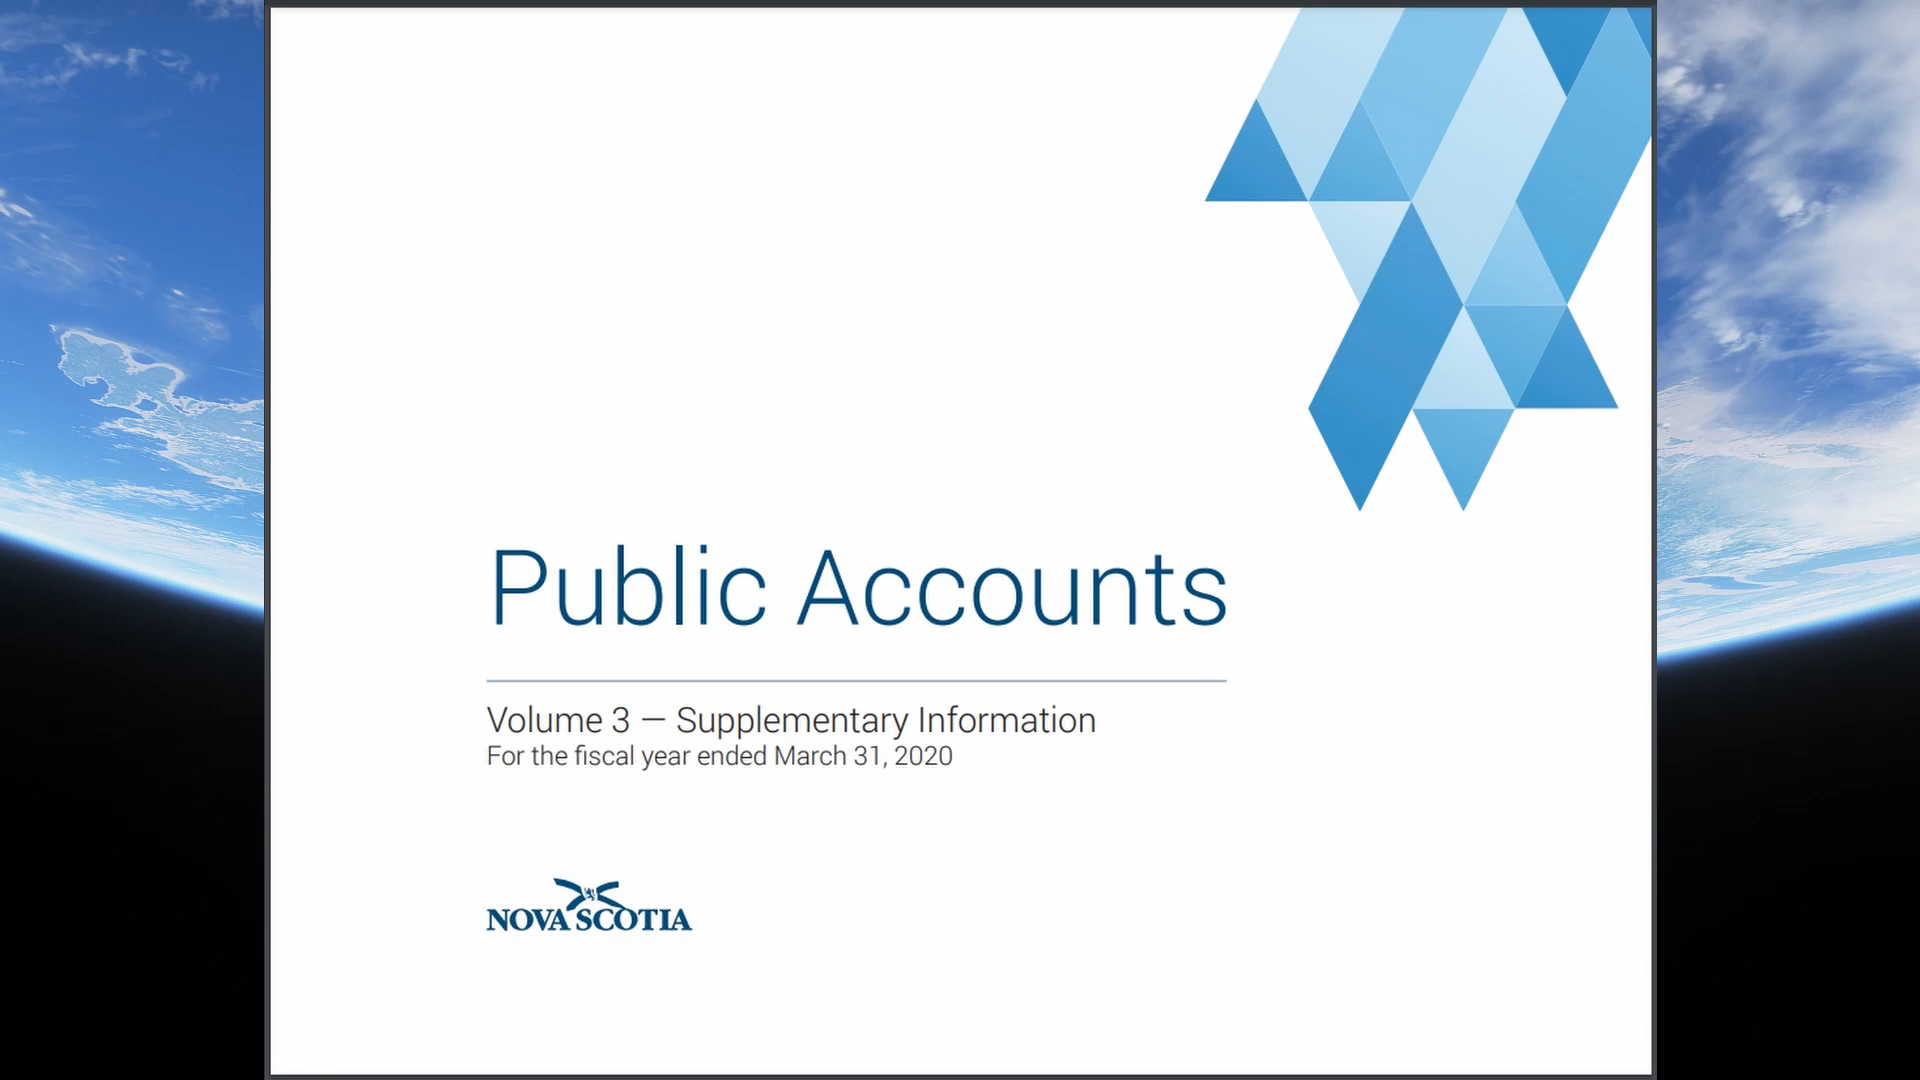 Public Accounts
Volume 3 — Supplementary Information
For the fiscal year ended March 31, 2020
NOVA SCOTIA